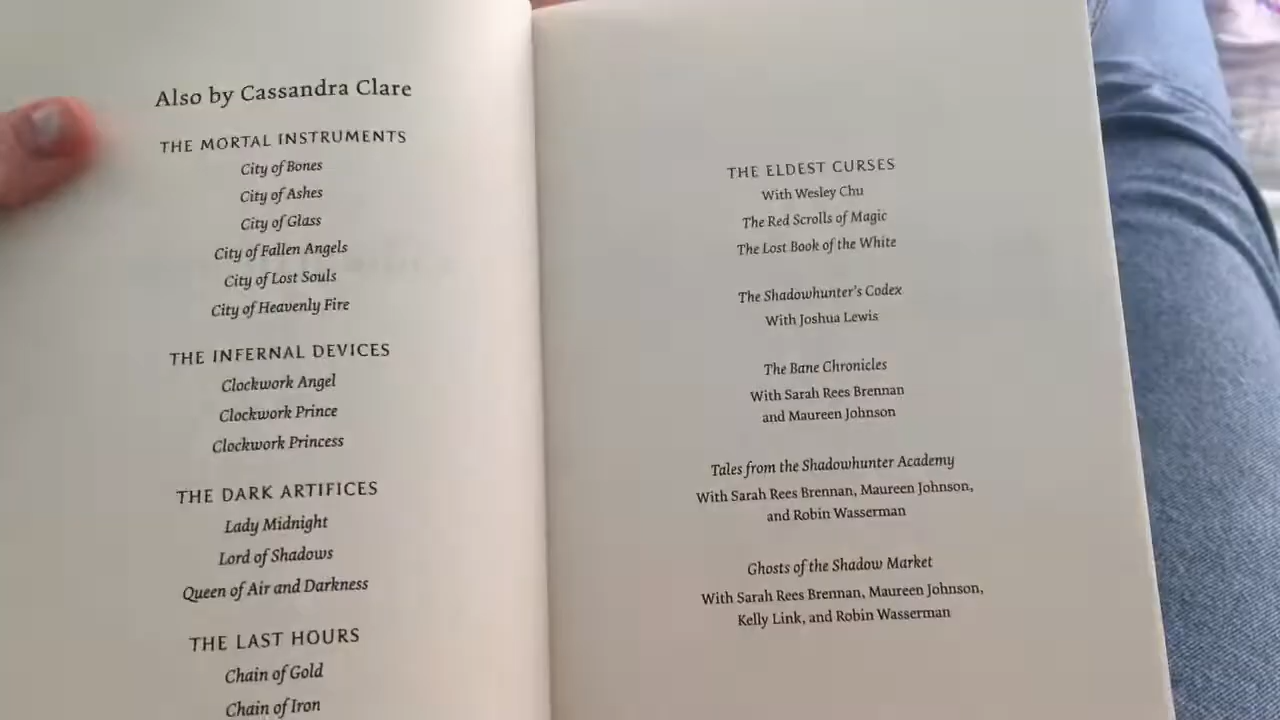 Also by Cassandra Clare
THE MORTAL INSTRUMENTS
City of Bones
City of Ashes
City of Glass
City of Fallen Angels
City of Lost Souls
City of Heavenly Fire
THE INFERNAL DEVICES
Clockwork Angel
Clockwork Prince
Clockwork Princess
THE DARK ARTIFICES
Lady Midnight
Lord of Shadows
Queen of Air and Darkness
THE LAST HOURS
Chain of Gold
Chain of Iron
THE ELDEST CURSES
With Wesley Chu
The Red Scrolls of Magic
The Lost Book of the White
The Shadowhunter's Codex
With Joshua Lewis
The Bane Chronicles
With Sarah Rees Brennan
and Maureen Johnson
Tales from the Shadowhunter Academy
With Sarah Rees Brennan, Maureen Johnson,
and Robin Wasserman
Ghosts of the Shadow Market
With Sarah Rees Brennan, Maureen Johnson,
Kelly Link, and Robin Wasserman